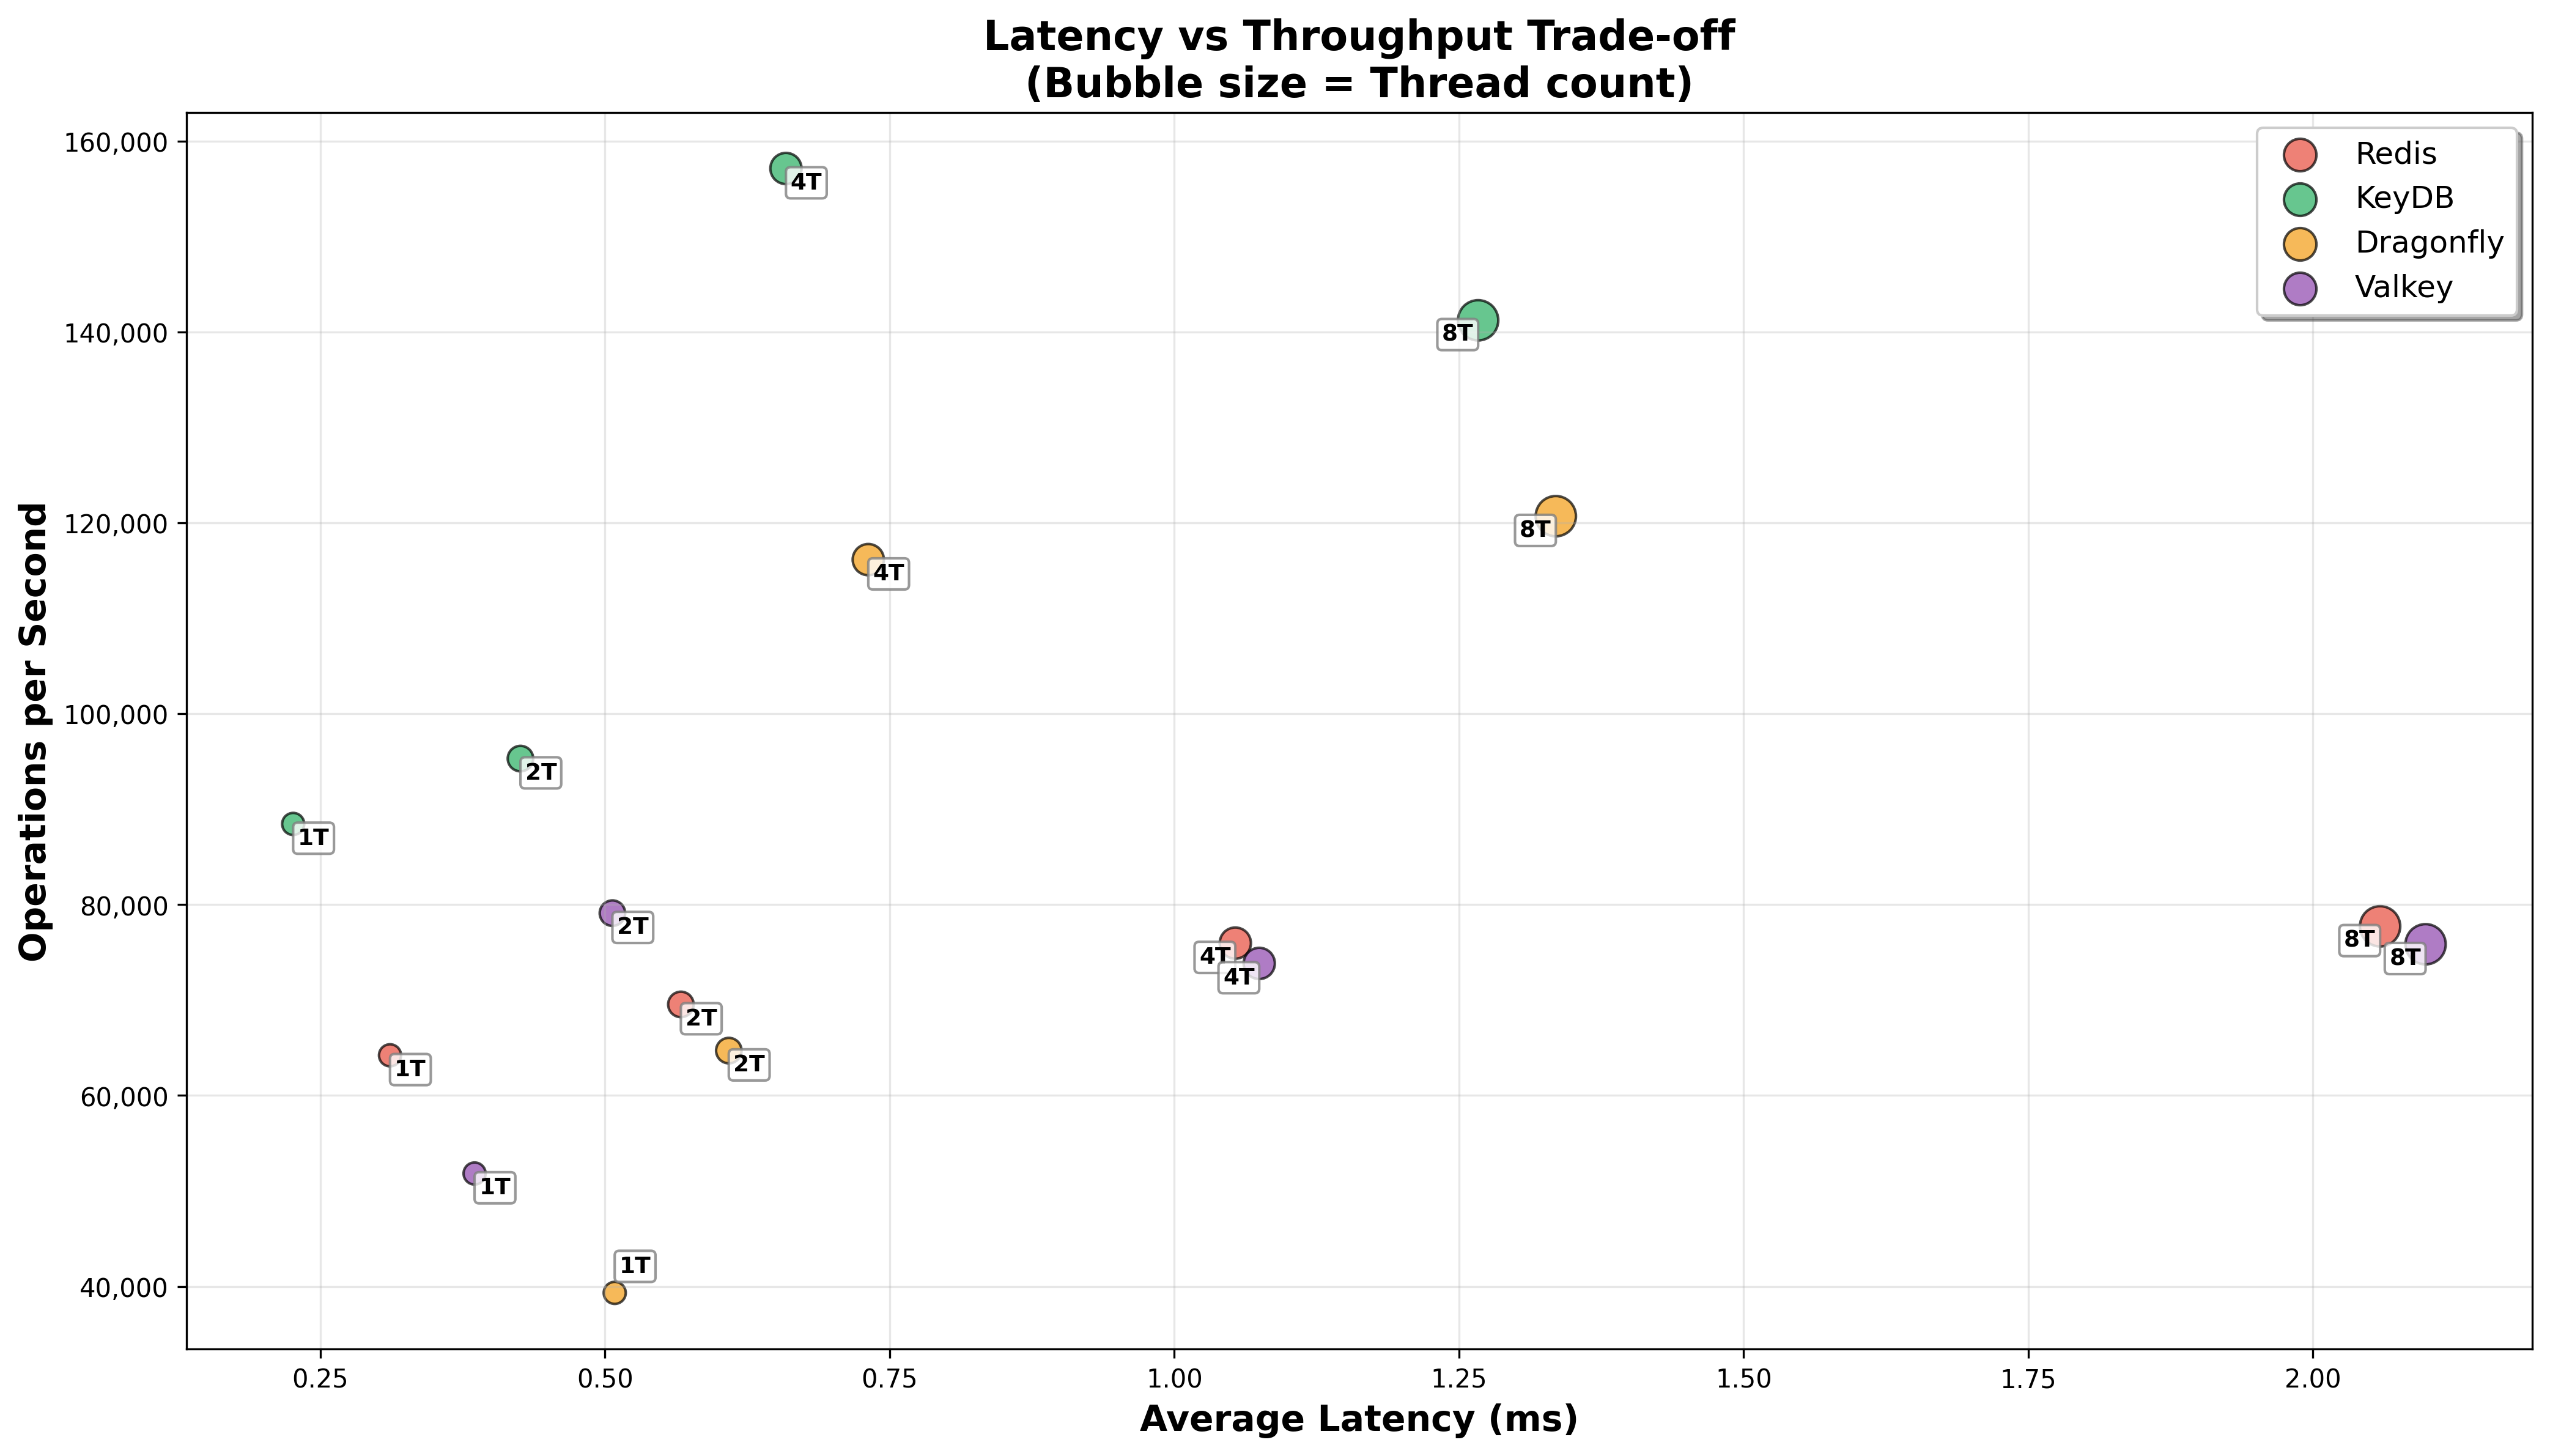 Latency vs Throughput Trade-off
(Bubble size = Thread count)
Redis
KeyDB
Dragonfly
Valkey
Operations per Second
160,000
140,000
120,000
100,000
80,000
60,000
40,000
4T
8T
8T
4T
2T
1T
2T
4T
4T
8T
8T
2T
2T
1T
1T
1T
0.25
0.50
0.75
1.00
1.25
1.50
1.75
2.00
Average Latency (ms)